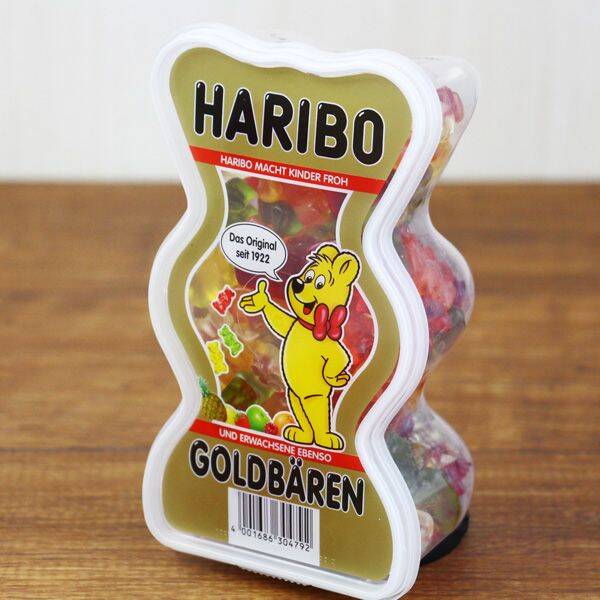 HARIBO
HARIBO MACHT KINDER FROH
Das Original
seit 1922
UND ERWACHSENE EBENSO
GOLDBÄREN
4 001686 304792